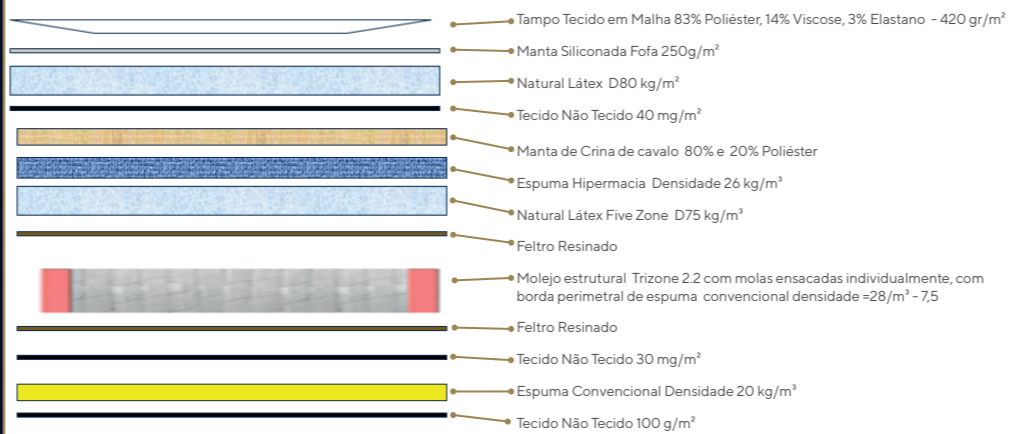 Tampo Tecido em Malha 83% Poliéster, 14% Viscose, 3% Elastano - 420 gr/m²
Manta Siliconada Fofa 250g/m²
Natural Látex D80 kg/m²
Tecido Não Tecido 40 mg/m²
Manta de Crina de cavalo 80% e 20% Poliéster
Espuma Hipermacia Densidade 26 kg/m³
Natural Látex Five Zone D75 kg/m³
Feltro Resinado
Molejo estrutural Trizone 2.2 com molas ensacadas individualmente, com
borda perimetral de espuma convencional densidade =28/m³ - 7,5
Feltro Resinado
Tecido Não Tecido 30 mg/m²
Espuma Convencional Densidade 20 kg/m³
Tecido Não Tecido 100 g/m²